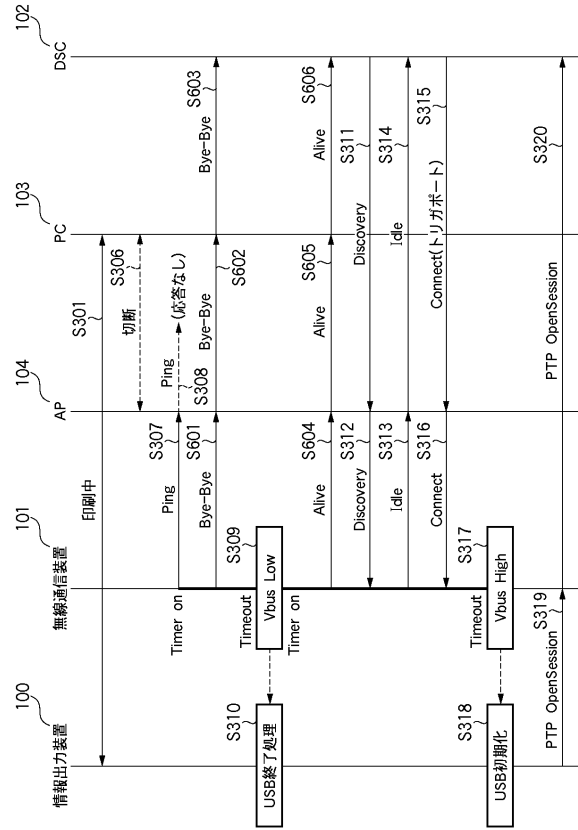 100
101
104
103
102
情報出力装置
無線通信装置
AP
PC
DSC
印刷中
S301
切断
S306
Timer on
Ping
S307
Ping
S308
(応答なし)
Bye-Bye
S601
Bye-Bye
S602
Bye-Bye
S603
Timeout
S310
USB終了処理
S309
Vbus Low
Timer on
Alive
S604
Alive
S605
Alive
S606
Discovery
S312
Discovery
S311
Idle
S313
Idle
S314
Connect
S316
Connect(トリガポート)
S315
Timeout
S318
USB初期化
S317
Vbus High
PTP OpenSession
S319
PTP OpenSession
S320